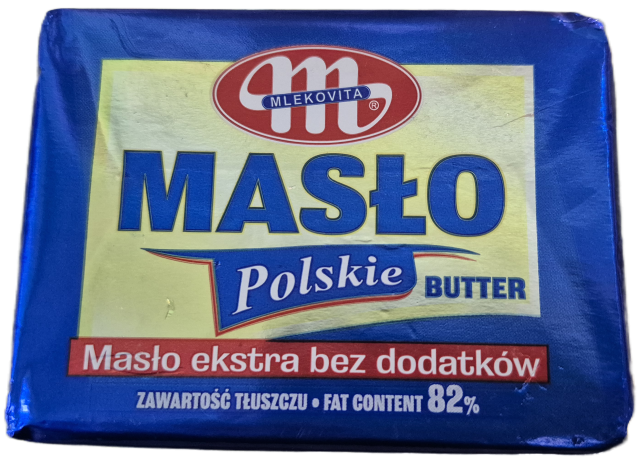 MLEKOVITA ®
MASŁO
Polskie
BUTTER
Masło ekstra bez dodatków
ZAWARTOŚĆ TŁUSZCZU • FAT CONTENT 82%